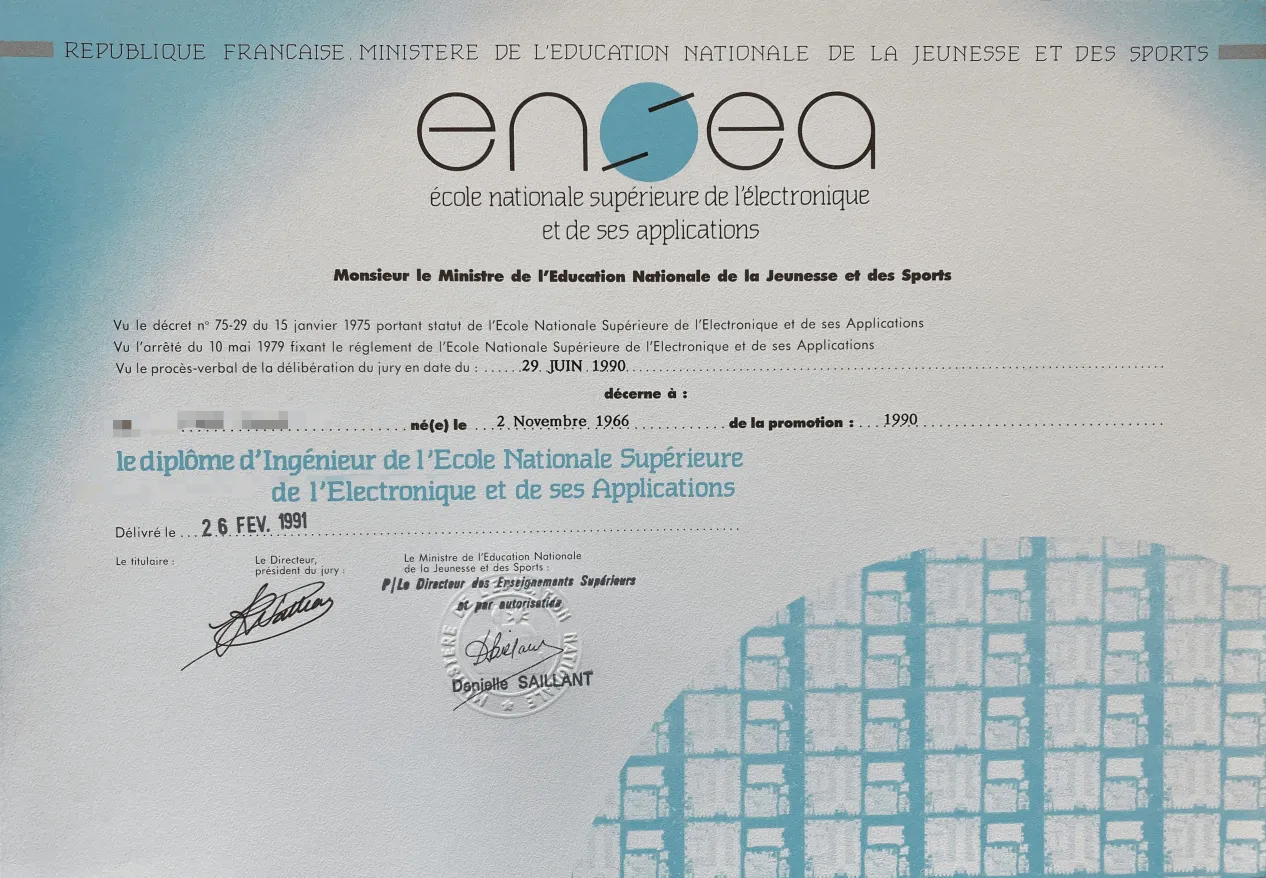 REPUBLIQUE FRANCAISE. MINISTERE DE L'EDUCATION NATIONALE DE LA JEUNESSE ET DES SPORTS
ensea
école nationale supérieure de l'électronique
et de ses applications
Monsieur le Ministre de l'Education Nationale de la Jeunesse et des Sports
Vu le décret n° 75-29 du 15 janvier 1975 portant statut de l'Ecole Nationale Supérieure de l'Electronique et de ses Applications
Vu l'arrêté du 10 mai 1979 fixant le réglement de l'Ecole Nationale Supérieure de l'Electronique et de ses Applications
Vu le procès-verbal de la délibération du jury en date du : ......29. JUIN 1990
décerne à :
né(e) le ...2 Novembre 1966 de la promotion : ...1990
le diplôme d'Ingénieur de l'Ecole Nationale Supérieure
de l'Electronique et de ses Applications
Délivré le ...26 FEV. 1991
Le titulaire : Le Directeur, Le Ministre de l'Education Nationale
président du jury : de la Jeunesse et des Sports :
P/Le Directeur des Enseignements Supérieurs
et par autorisation
Danielle SAILLANT